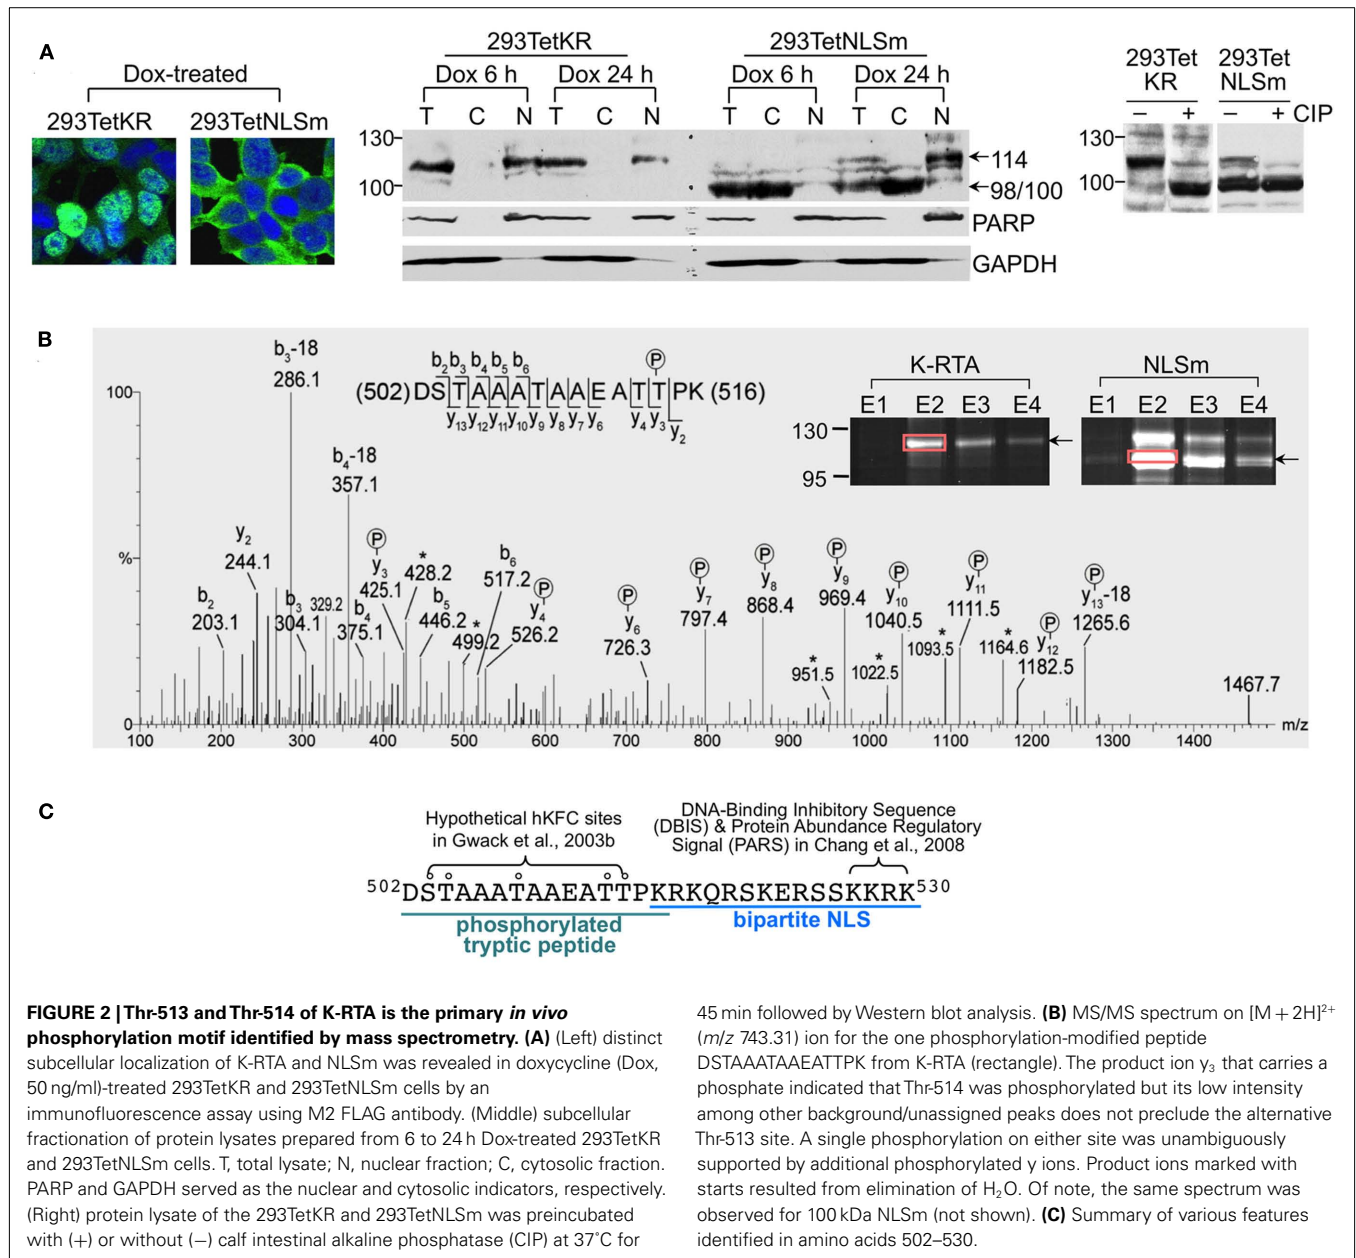 A
Dox-treated
293TetKR 293TetNLSm
293TetKR
Dox 6 h Dox 24 h
T C N T C N
293TetNLSm
Dox 6 h Dox 24 h
T C N T C N
130
100
114
98/100
PARP
GAPDH
293Tet KR
293Tet NLSm
− + − + CIP
130
100
B
b3-18
286.1
100
b4-18
357.1
b2 b3 b4 b5 b6 P
(502) DSTAAATAAEATTPK (516)
y13 y12 y11 y10 y9 y8 y7 y6 y4 y3
y2
K-RTA
E1 E2 E3 E4
130
95
NLSm
E1 E2 E3 E4
%
y2
244.1
b2
203.1
b3
304.1
329.2
b4
375.1
P
y3
425.1
*
428.2
b5
446.2
*
499.2
b6
517.2
P
y4
526.2
P
y6
726.3
P
y7
797.4
P
y8
868.4
*
951.5
P
y9
969.4
*
1022.5
P
y10
1040.5
*
1093.5
P
y11
1111.5
*
1164.6
P
y12
1182.5
P
y13-18
1265.6
1467.7
0
100 200 300 400 500 600 700 800 900 1000 1100 1200 1300 1400 m/z
C
Hypothetical hKFC sites
in Gwack et al., 2003b
DNA-Binding Inhibitory Sequence
(DBIS) & Protein Abundance Regulatory
Signal (PARS) in Chang et al., 2008
502DSTAAATAAEATTPKRKQRSKERSSKKRK530
phosphorylated
tryptic peptide
bipartite NLS
FIGURE 2 | Thr-513 and Thr-514 of K-RTA is the primary in vivo
phosphorylation motif identified by mass spectrometry. (A) (Left) distinct
subcellular localization of K-RTA and NLSm was revealed in doxycycline (Dox,
50 ng/ml)-treated 293TetKR and 293TetNLSm cells by an
immunofluorescence assay using M2 FLAG antibody. (Middle) subcellular
fractionation of protein lysates prepared from 6 to 24 h Dox-treated 293TetKR
and 293TetNLSm cells. T, total lysate; N, nuclear fraction; C, cytosolic fraction.
PARP and GAPDH served as the nuclear and cytosolic indicators, respectively.
(Right) protein lysate of the 293TetKR and 293TetNLSm was preincubated
with (+) or without (−) calf intestinal alkaline phosphatase (CIP) at 37°C for
45 min followed by Western blot analysis. (B) MS/MS spectrum on [M + 2H]2+
(m/z 743.31) ion for the one phosphorylation-modified peptide
DSTAAATAAEATTPK from K-RTA (rectangle). The product ion y3 that carries a
phosphate indicated that Thr-514 was phosphorylated but its low intensity
among other background/unassigned peaks does not preclude the alternative
Thr-513 site. A single phosphorylation on either site was unambiguously
supported by additional phosphorylated y ions. Product ions marked with
starts resulted from elimination of H2O. Of note, the same spectrum was
observed for 100 kDa NLSm (not shown). (C) Summary of various features
identified in amino acids 502–530.